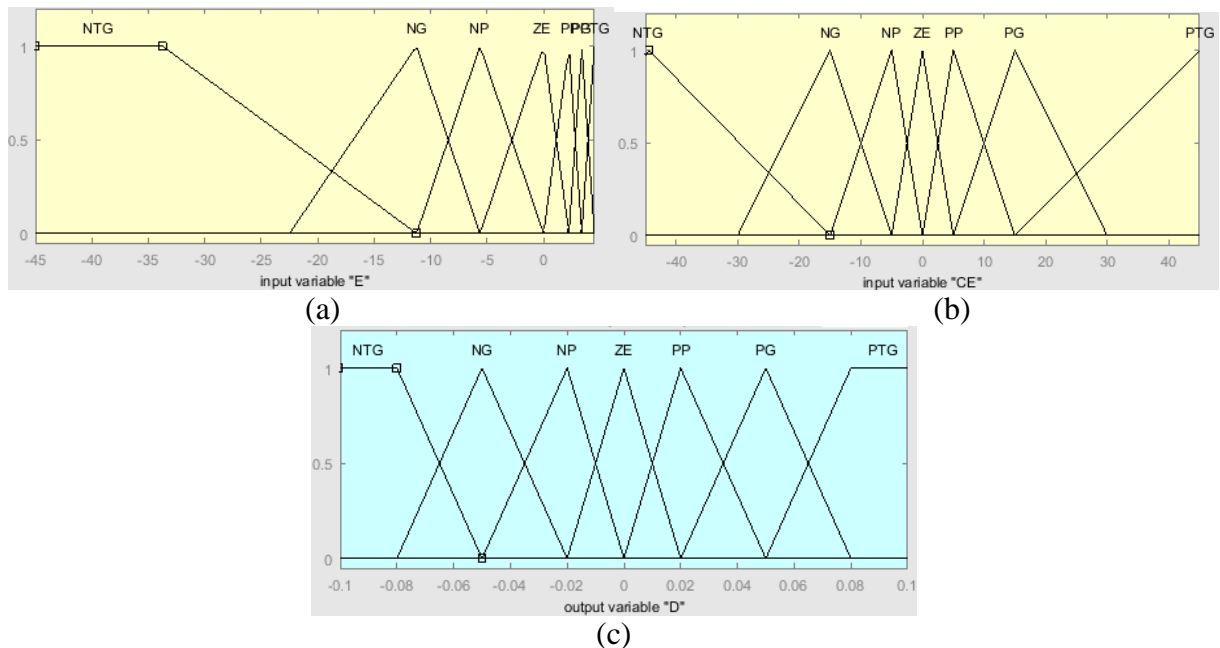 NTG NG NP ZE PP PTG
1
0.5
0
-45 -40 -35 -30 -25 -20 -15 -10 -5 0
input variable "E"
(a)
NTG NG NP ZE PP PG PTG
1
0.5
0
-40 -30 -20 -10 0 10 20 30 40
input variable "CE"
(b)
NTG NG NP ZE PP PG PTG
1
0.5
0
-0.1 -0.08 -0.06 -0.04 -0.02 0 0.02 0.04 0.06 0.08 0.1
output variable "D"
(c)